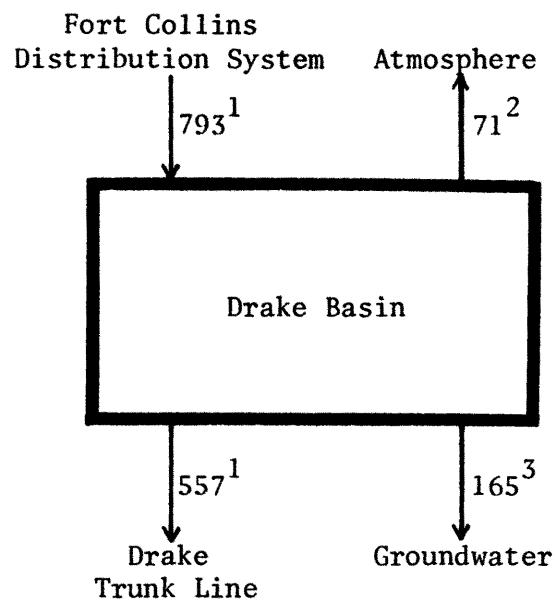 Fort Collins
Distribution System
Atmosphere
793¹
71²
Drake Basin
557¹
165³
Drake
Trunk Line
Groundwater